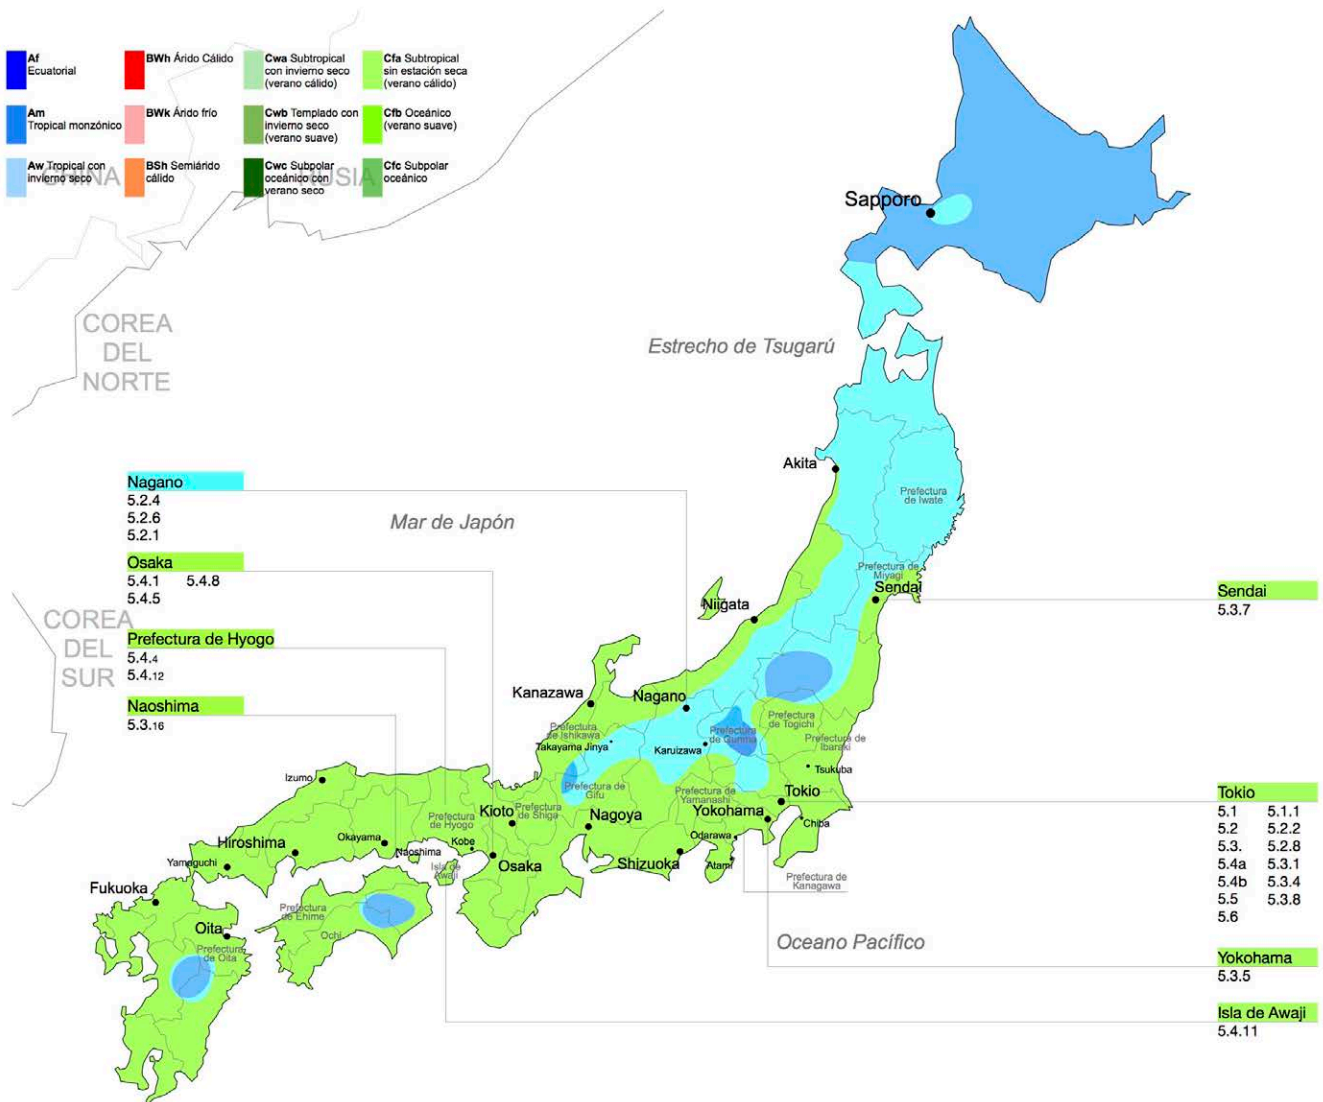 Af
Ecuatorial
BWh Árido Cálido
Cwa Subtropical
con invierno seco
(verano cálido)
Cfa Subtropical
sin estación seca
(verano cálido)
Am
Tropical monzónico
BWk Árido frío
Cwb Templado con
invierno seco
(verano suave)
Cfb Oceánico
(verano suave)
Aw Tropical con
invierno seco
BSh Semiárido
cálido
Cwc Subpolar
oceánico con
verano seco
Cfc Subpolar
oceánico
CHINA
RUSIA
Sapporo
COREA
DEL
NORTE
Estrecho de Tsugarú
Akita
Prefectura
de Iwate
Nagano
5.2.4
5.2.6
5.2.1
Mar de Japón
Osaka
5.4.1 5.4.8
5.4.5
Prefectura de
Miyagi
Sendai
Sendai
5.3.7
Niigata
COREA
DEL
SUR
Prefectura de Hyogo
5.4.4
5.4.12
Naoshima
5.3.16
Kanazawa
Nagano
Prefectura
de Ishikawa
Takayama Jinya
Karuizawa
Prefectura
de Gunma
Prefectura
de Togichi
Prefectura de
Ibaraki
Tsukuba
Izumo
Prefectura de
Gifu
Prefectura de
Yamanashi
Tokio
Tokio
5.1 5.1.1
5.2 5.2.2
5.3. 5.2.8
5.4a 5.3.1
5.4b 5.3.4
5.5 5.3.8
5.6
Kioto
Prefectura
de Shiga
Prefectura
de Hyogo
Nagoya
Yokohama
Chiba
Odarawa
Okayama
Kobe
Hiroshima
Naoshima
Osaka
Shizuoka
Atami
Yamaguchi
Isla de
Awaji
Prefectura de
Kanagawa
Fukuoka
Prefectura
de Ehime
Ochi
Oita
Prefectura
de Oita
Oceano Pacífico
Yokohama
5.3.5
Isla de Awaji
5.4.11